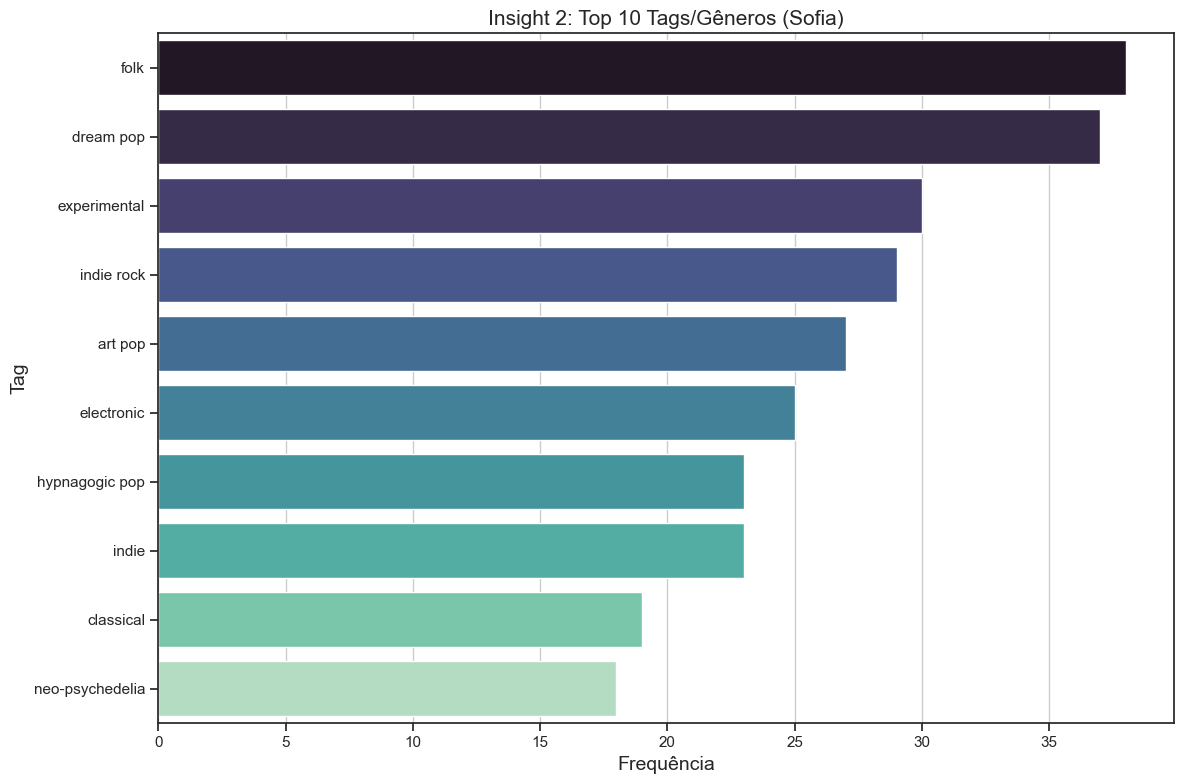 Insight 2: Top 10 Tags/Gêneros (Sofia)
Tag
folk
dream pop
experimental
indie rock
art pop
electronic
hypnagogic pop
indie
classical
neo-psychedelia
0 5 10 15 20 25 30 35
Frequência